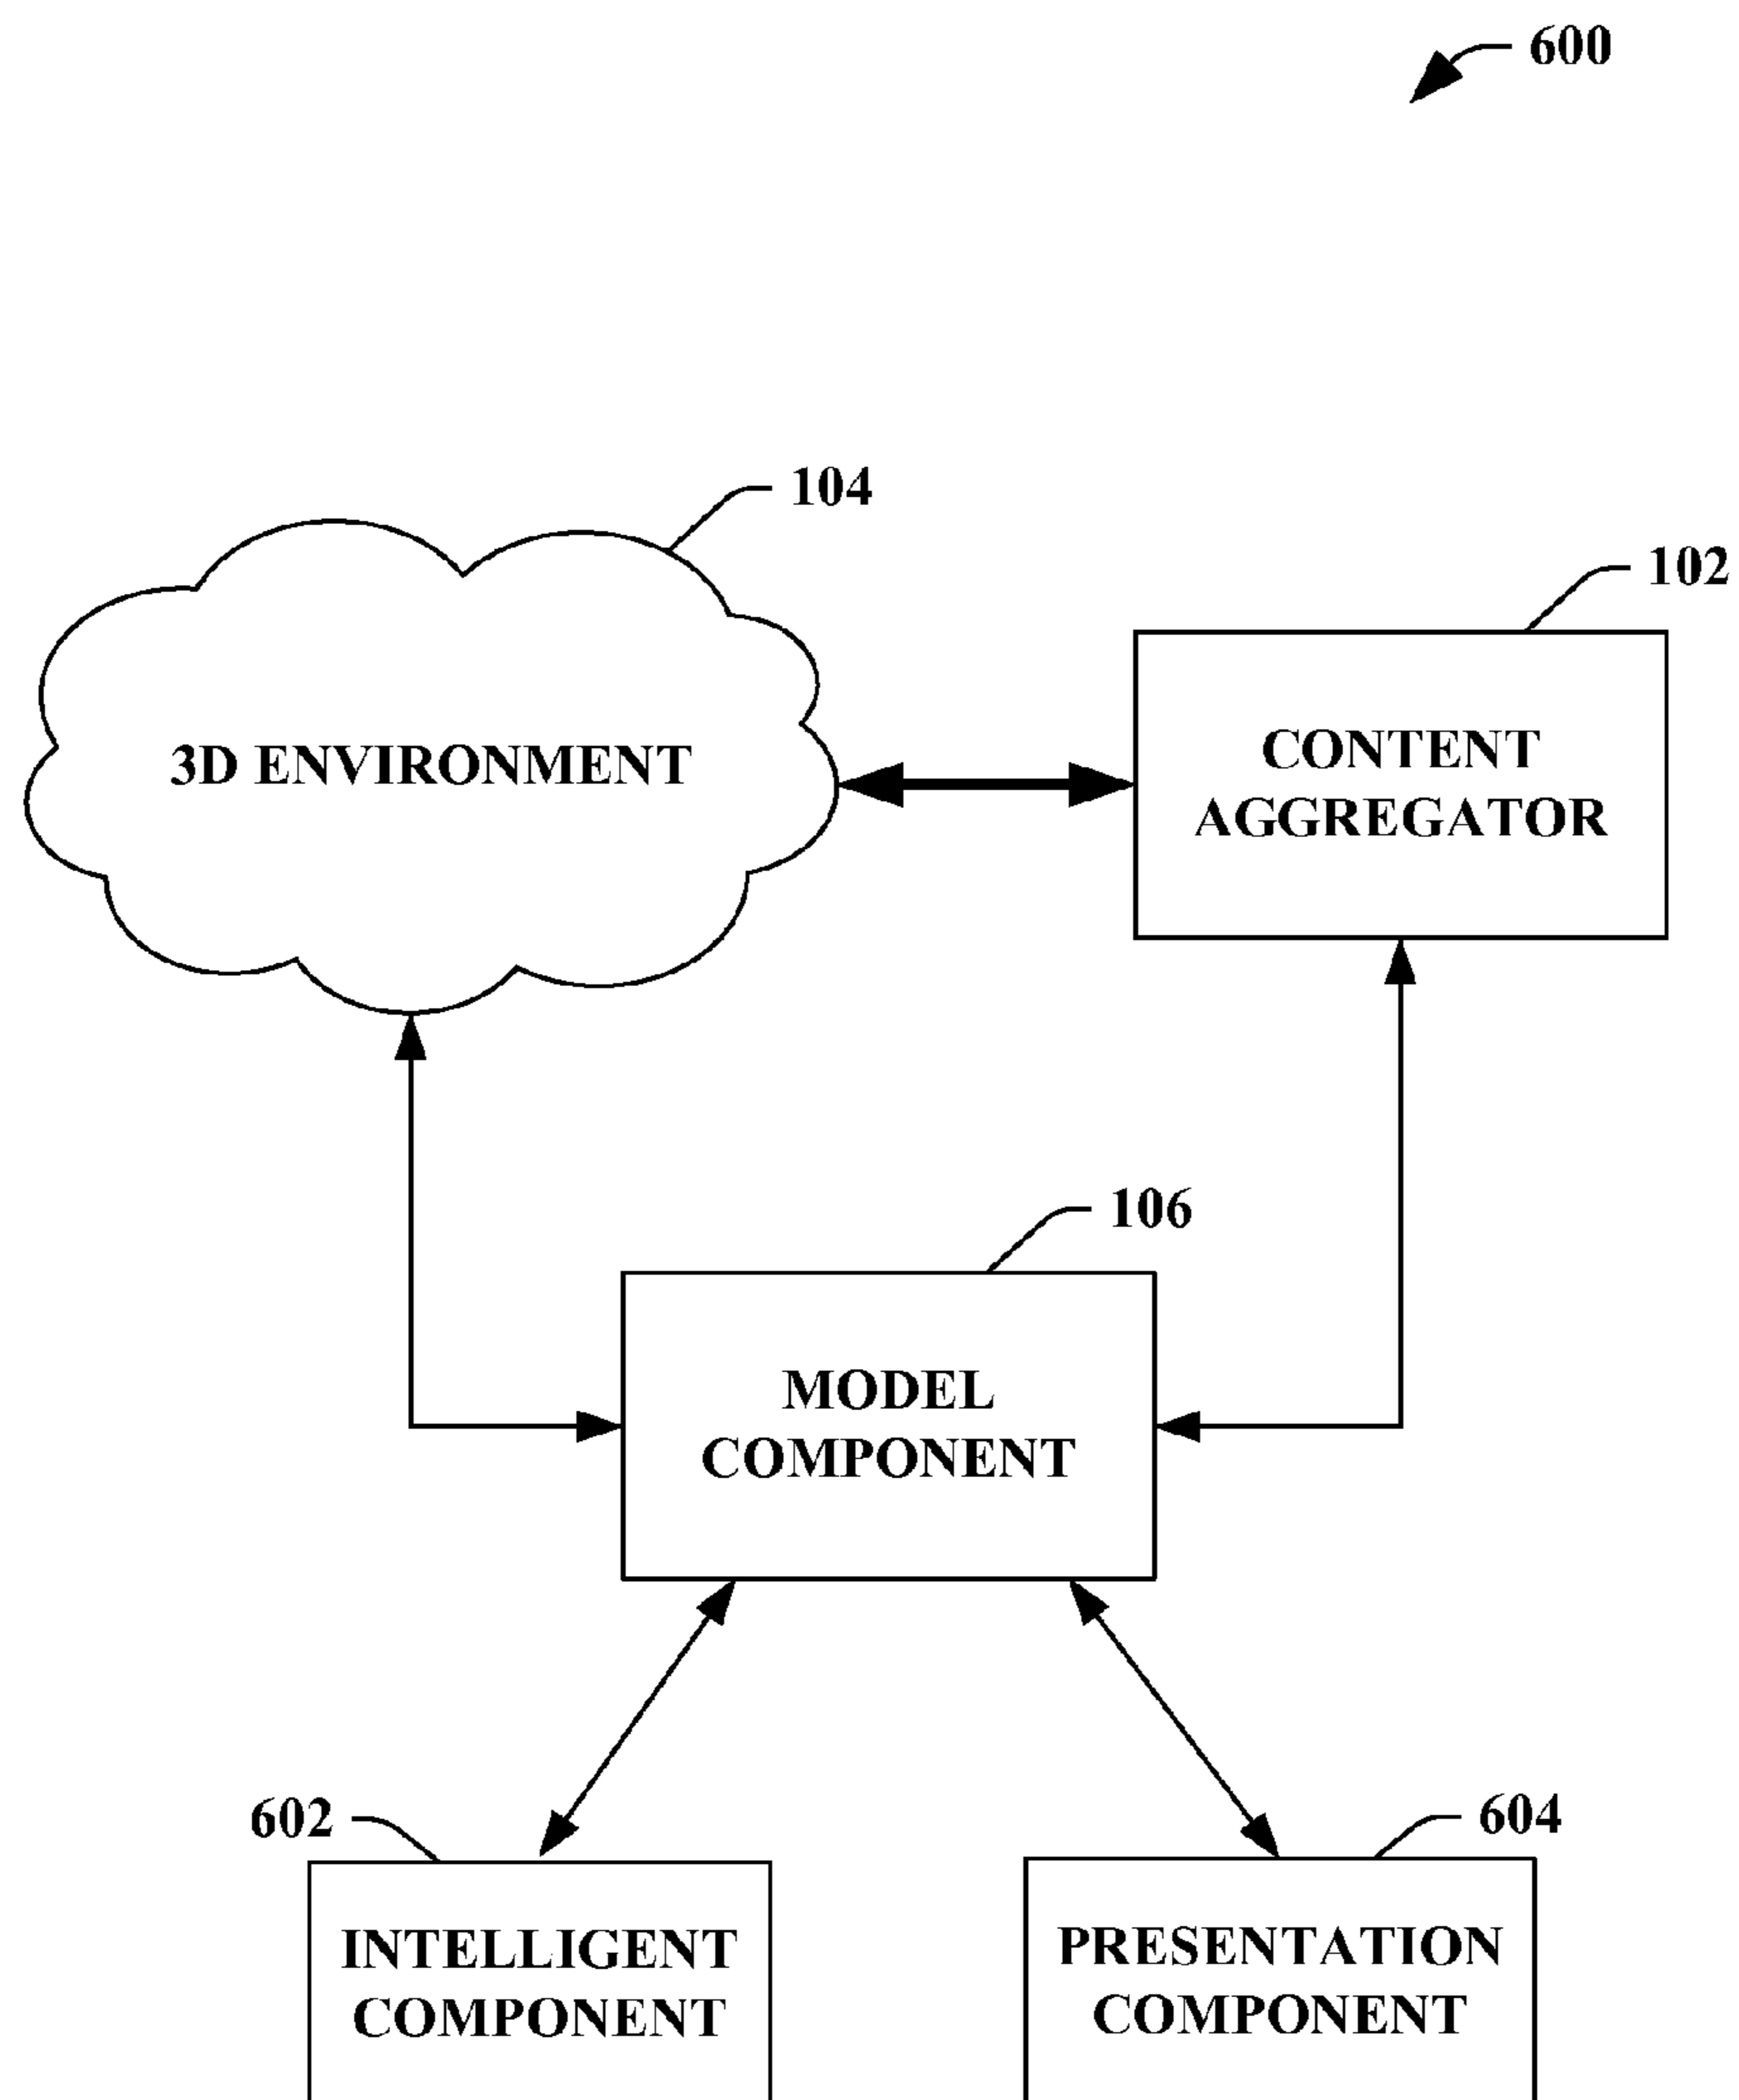 600
104
102
3D ENVIRONMENT
CONTENT
AGGREGATOR
106
MODEL
COMPONENT
602
604
INTELLIGENT
COMPONENT
PRESENTATION
COMPONENT